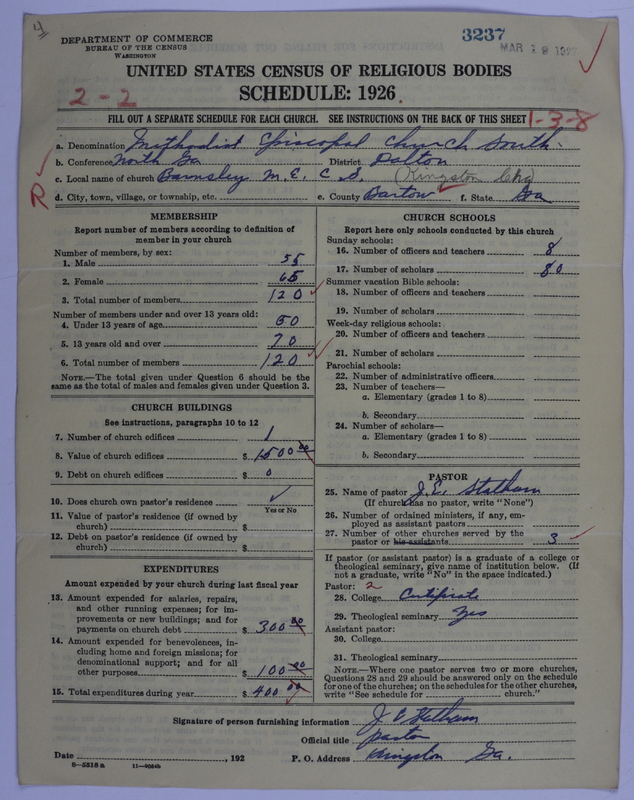 4
DEPARTMENT OF COMMERCE
BUREAU OF THE CENSUS
WASHINGTON
3237
MAR 18 192
UNITED STATES CENSUS OF RELIGIOUS BODIES
SCHEDULE: 1926
2-2
FILL OUT A SEPARATE SCHEDULE FOR EACH CHURCH. SEE INSTRUCTIONS ON THE BACK OF THIS SHEET
1-3-8
a. Denomination Methodist Episcopal Church South
b. Conference North Ga District Dalton
c. Local name of church Barnsley M. E. C. S. (Kingston Chg)
R
d. City, town, village, or township, etc. e. County Bartow f. State Ga
MEMBERSHIP
Report number of members according to definition of
member in your church
Number of members, by sex:
1. Male 55
2. Female 65
3. Total number of members 120
Number of members under and over 13 years old:
4. Under 13 years of age 50
5. 13 years old and over 70
6. Total number of members 120
NOTE.—The total given under Question 6 should be the
same as the total of males and females given under Question 3.
CHURCH BUILDINGS
See instructions, paragraphs 10 to 12
7. Number of church edifices 1
8. Value of church edifices $ 1500 00
9. Debt on church edifices $ 0
10. Does church own pastor's residence ✓
Yes or No
11. Value of pastor's residence (if owned by
church) $
12. Debt on pastor's residence (if owned by
church) $
EXPENDITURES
Amount expended by your church during last fiscal year
13. Amount expended for salaries, repairs,
and other running expenses; for im-
provements or new buildings; and for
payments on church debt $ 300 00
14. Amount expended for benevolences, in-
cluding home and foreign missions; for
denominational support; and for all
other purposes $ 100 00
15. Total expenditures during year $ 400 00
CHURCH SCHOOLS
Report here only schools conducted by this church
Sunday schools:
16. Number of officers and teachers 8
17. Number of scholars 80
Summer vacation Bible schools:
18. Number of officers and teachers
19. Number of scholars
Week-day religious schools:
20. Number of officers and teachers
21. Number of scholars
Parochial schools:
22. Number of administrative officers
23. Number of teachers—
a. Elementary (grades 1 to 8)
b. Secondary
24. Number of scholars—
a. Elementary (grades 1 to 8)
b. Secondary
PASTOR
25. Name of pastor J. E. Statham
(If church has no pastor, write "None")
26. Number of ordained ministers, if any, em-
ployed as assistant pastors
27. Number of other churches served by the
pastor or his assistants 3
If pastor (or assistant pastor) is a graduate of a college or
theological seminary, give name of institution below. (If
not a graduate, write "No" in the space indicated.)
Pastor: 2
28. College Certificate
29. Theological seminary Yes
Assistant pastor:
30. College
31. Theological seminary
NOTE.—Where one pastor serves two or more churches,
Questions 28 and 29 should be answered only on the schedule
for one of the churches; on the schedules for the other churches,
write "See schedule for church."
Signature of person furnishing information J E Statham
Official title pastor
Date , 192 P. O. Address Kingston Ga.